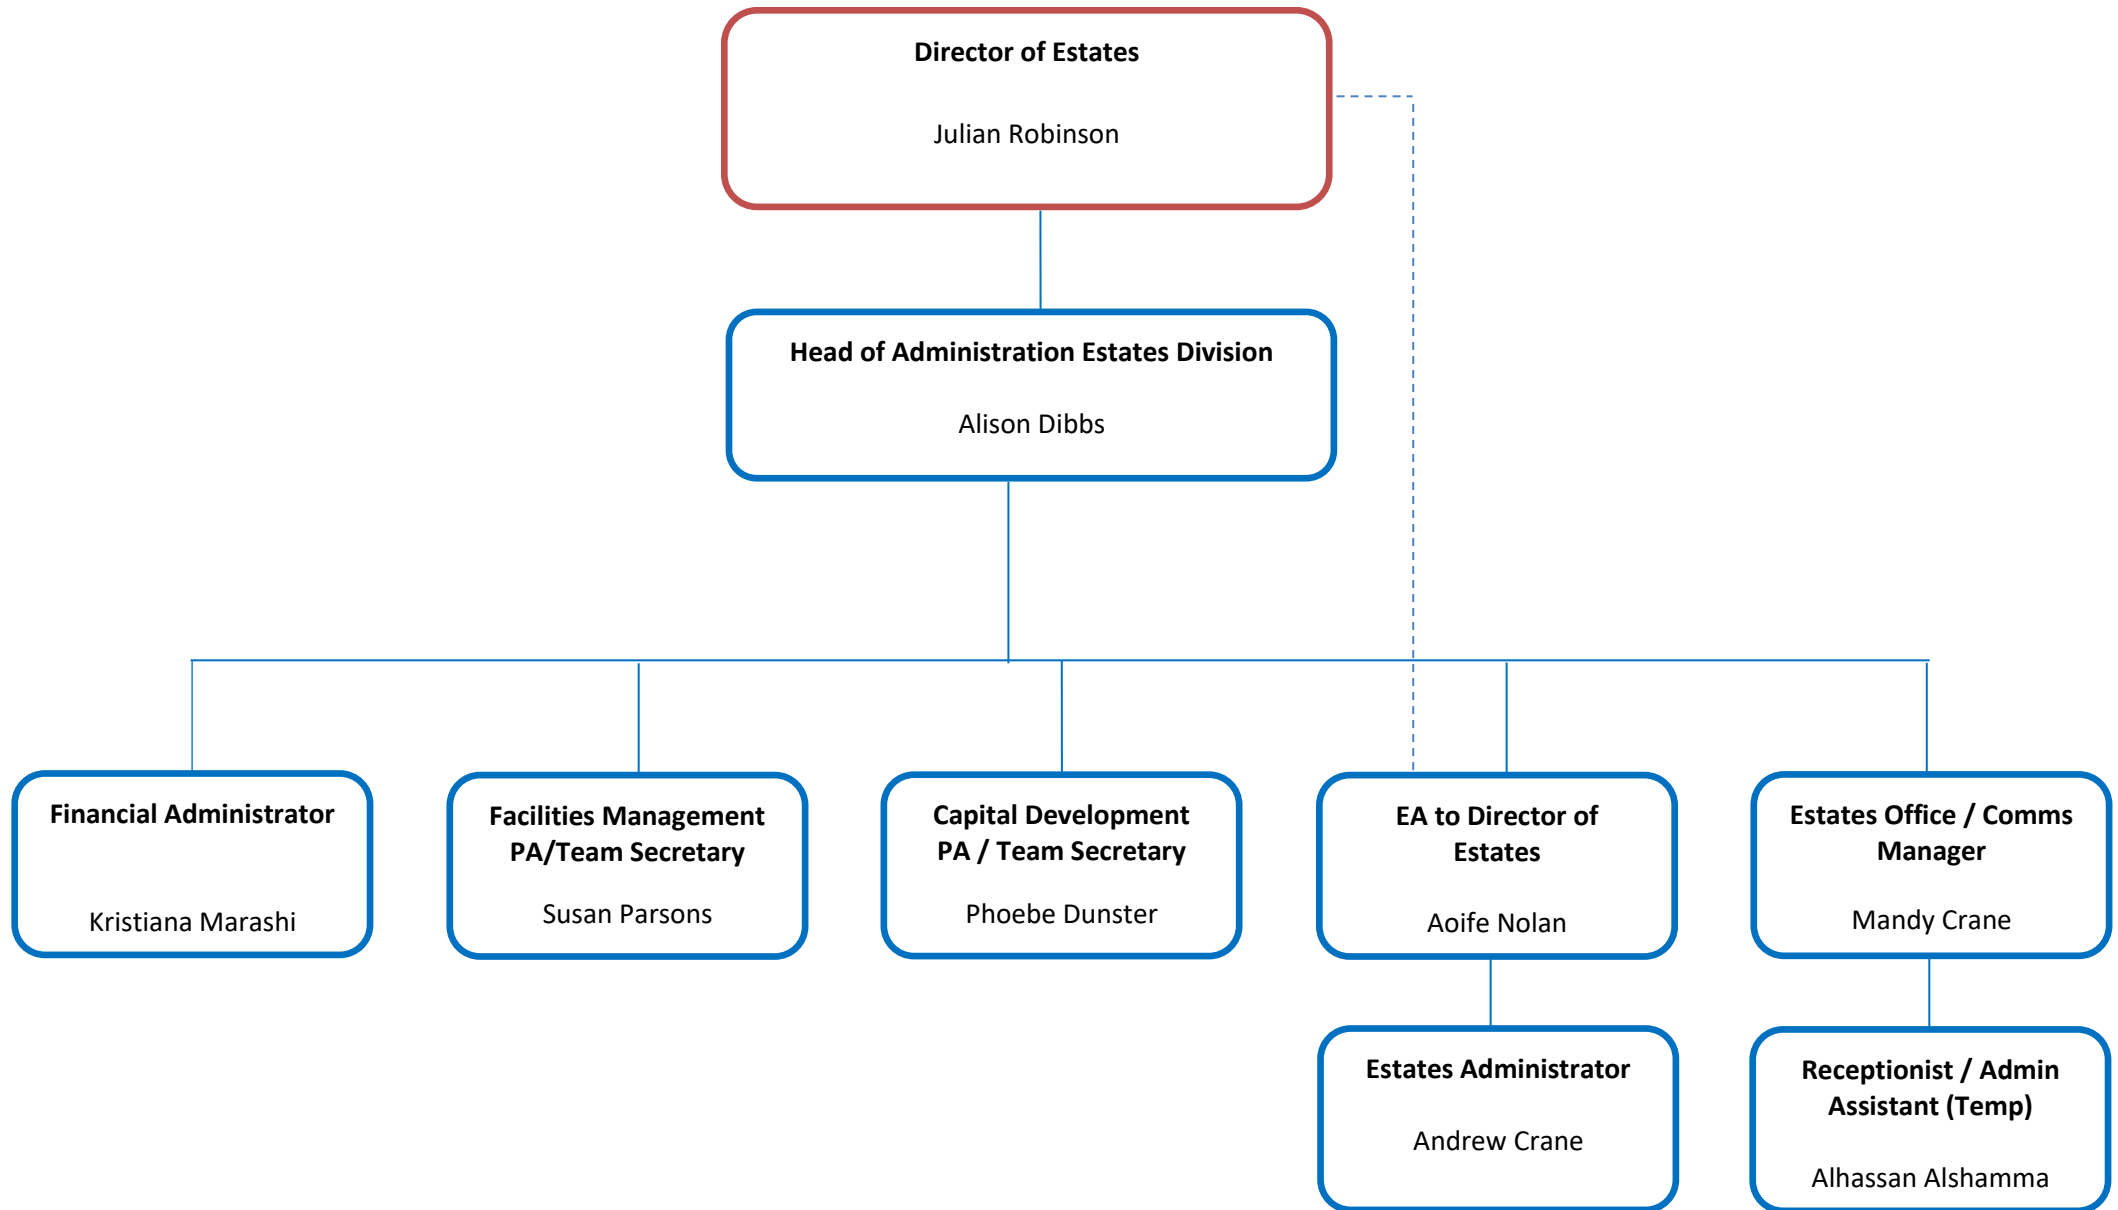 Director of Estates
Julian Robinson
Head of Administration Estates Division
Alison Dibbs
Financial Administrator
Kristiana Marashi
Facilities Management
PA/Team Secretary
Susan Parsons
Capital Development
PA / Team Secretary
Phoebe Dunster
EA to Director of
Estates
Aoife Nolan
Estates Office / Comms
Manager
Mandy Crane
Estates Administrator
Andrew Crane
Receptionist / Admin
Assistant (Temp)
Alhassan Alshamma